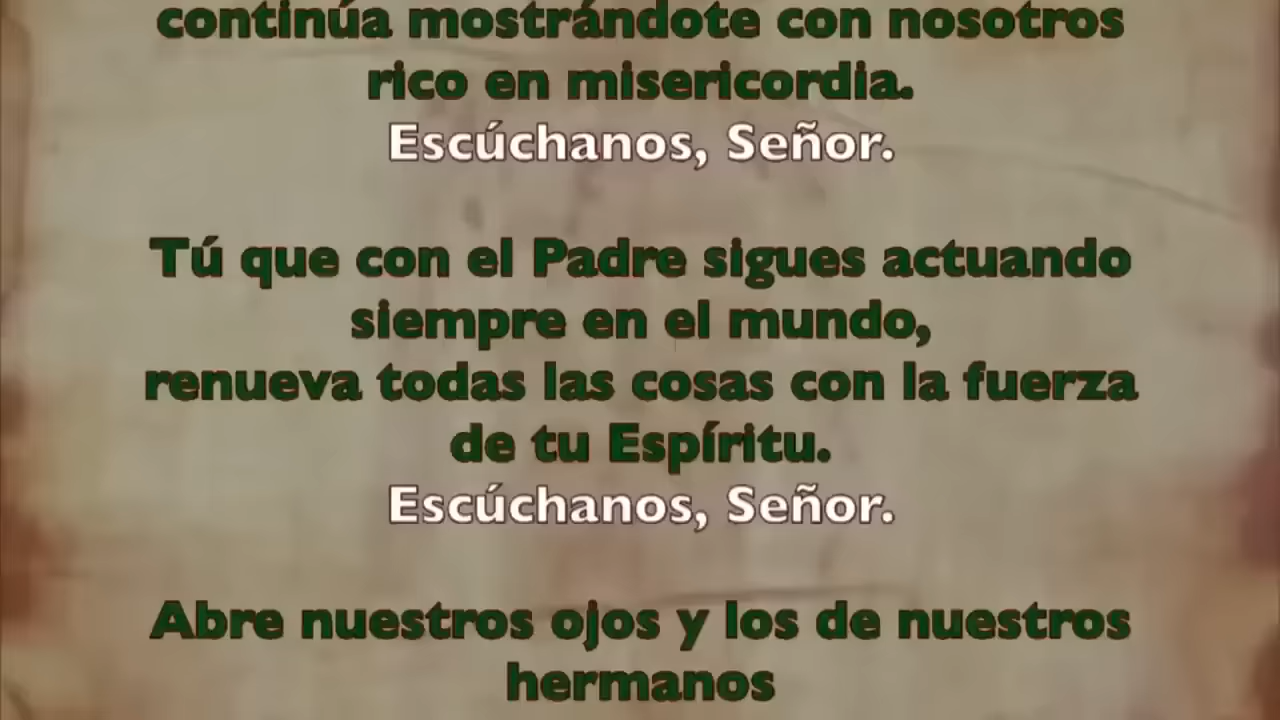 continúa mostrándote con nosotros
rico en misericordia.
Escúchanos, Señor.
Tú que con el Padre sigues actuando
siempre en el mundo,
renueva todas las cosas con la fuerza
de tu Espíritu.
Escúchanos, Señor.
Abre nuestros ojos y los de nuestros
hermanos